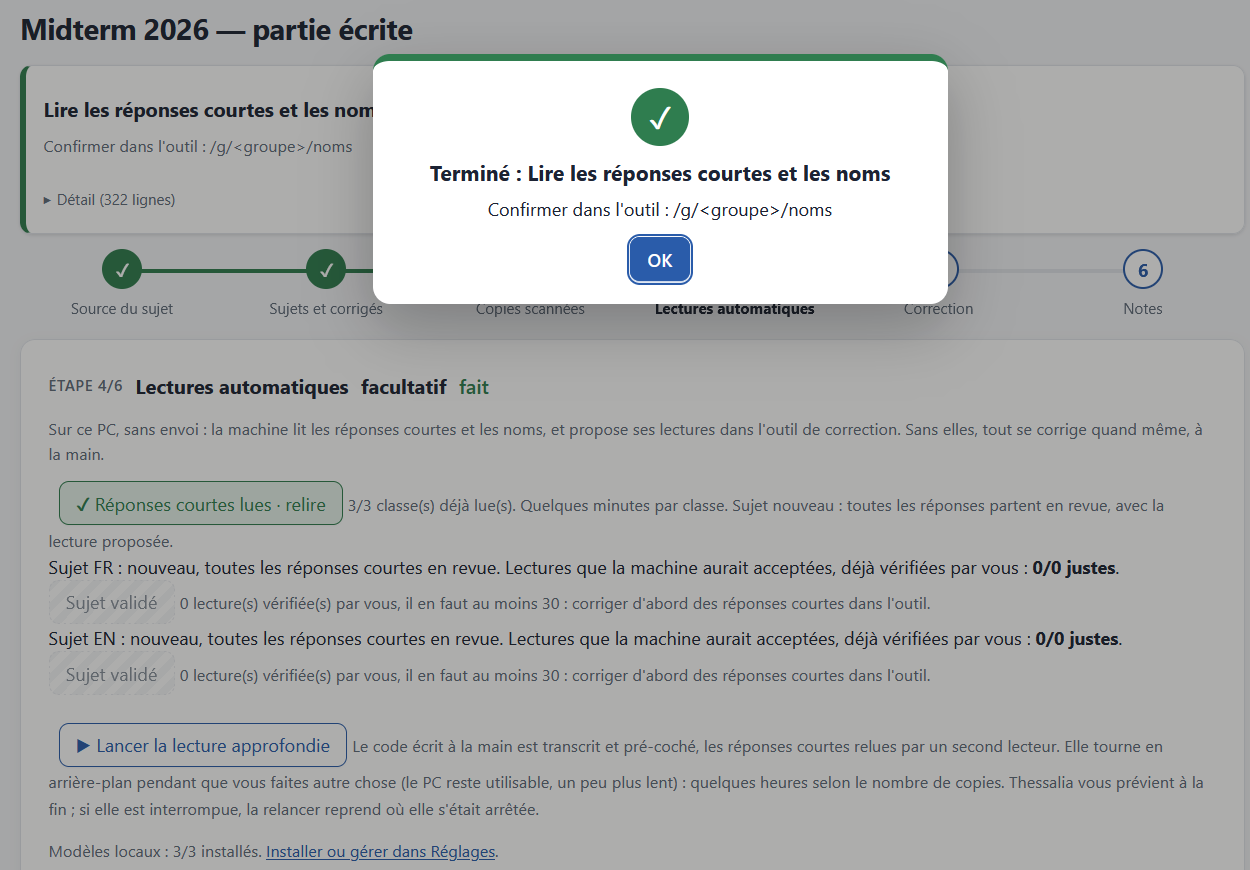 Midterm 2026 — partie écrite
Lire les réponses courtes et les nom
Confirmer dans l'outil : /g/<groupe>/noms
▸ Détail (322 lignes)
✓
Terminé : Lire les réponses courtes et les noms
Confirmer dans l'outil : /g/<groupe>/noms
OK
✓ ✓ 6
Source du sujet Sujets et corrigés Copies scannées Lectures automatiques Correction Notes
ÉTAPE 4/6 Lectures automatiques facultatif fait
Sur ce PC, sans envoi : la machine lit les réponses courtes et les noms, et propose ses lectures dans l'outil de correction. Sans elles, tout se corrige quand même, à
la main.
✓ Réponses courtes lues · relire 3/3 classe(s) déjà lue(s). Quelques minutes par classe. Sujet nouveau : toutes les réponses partent en revue, avec la
lecture proposée.
Sujet FR : nouveau, toutes les réponses courtes en revue. Lectures que la machine aurait acceptées, déjà vérifiées par vous : 0/0 justes.
Sujet validé 0 lecture(s) vérifiée(s) par vous, il en faut au moins 30 : corriger d'abord des réponses courtes dans l'outil.
Sujet EN : nouveau, toutes les réponses courtes en revue. Lectures que la machine aurait acceptées, déjà vérifiées par vous : 0/0 justes.
Sujet validé 0 lecture(s) vérifiée(s) par vous, il en faut au moins 30 : corriger d'abord des réponses courtes dans l'outil.
▶ Lancer la lecture approfondie Le code écrit à la main est transcrit et pré-coché, les réponses courtes relues par un second lecteur. Elle tourne en
arrière-plan pendant que vous faites autre chose (le PC reste utilisable, un peu plus lent) : quelques heures selon le nombre de copies. Thessalia vous prévient à la
fin ; si elle est interrompue, la relancer reprend où elle s'était arrêtée.
Modèles locaux : 3/3 installés. Installer ou gérer dans Réglages.